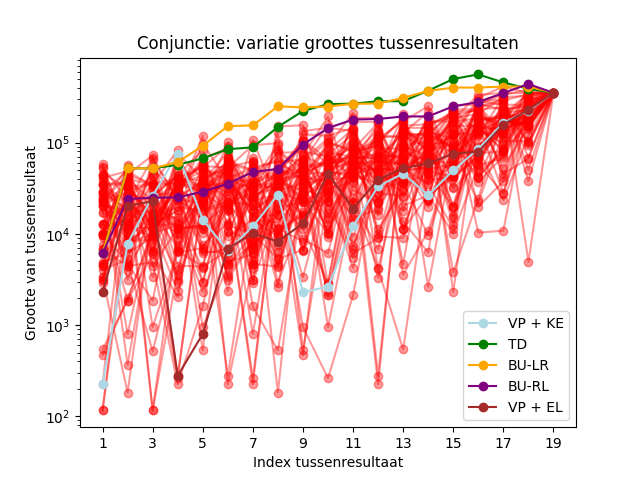 Conjunctie: variatie groottes tussenresultaten
Grootte van tussenresultaat
10^5
10^4
10^3
10^2
VP + KE
TD
BU-LR
BU-RL
VP + EL
1 3 5 7 9 11 13 15 17 19
Index tussenresultaat